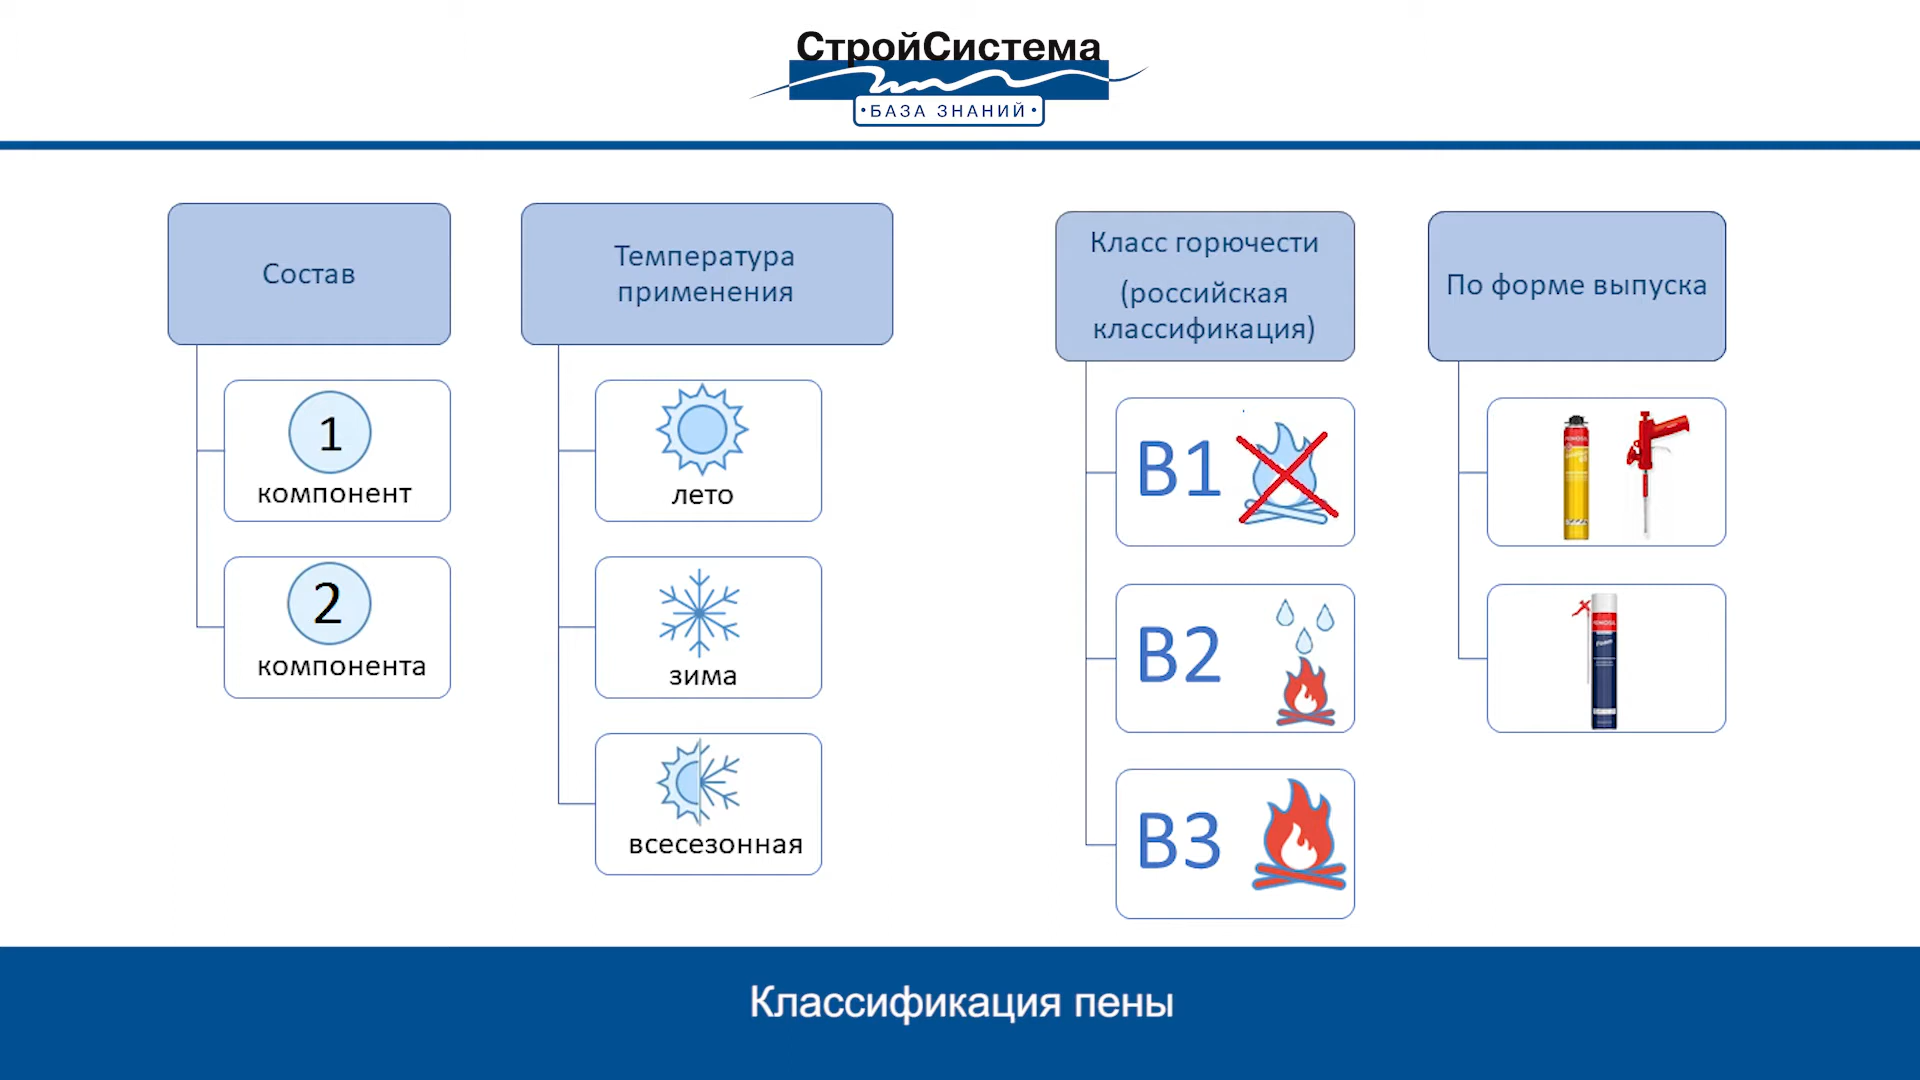 СтройСистема
•БАЗА ЗНАНИЙ•
Состав
1
компонент
2
компонента
Температура
применения
лето
зима
всесезонная
Класс горючести
(российская
классификация)
B1
B2
B3
По форме выпуска
Классификация пены